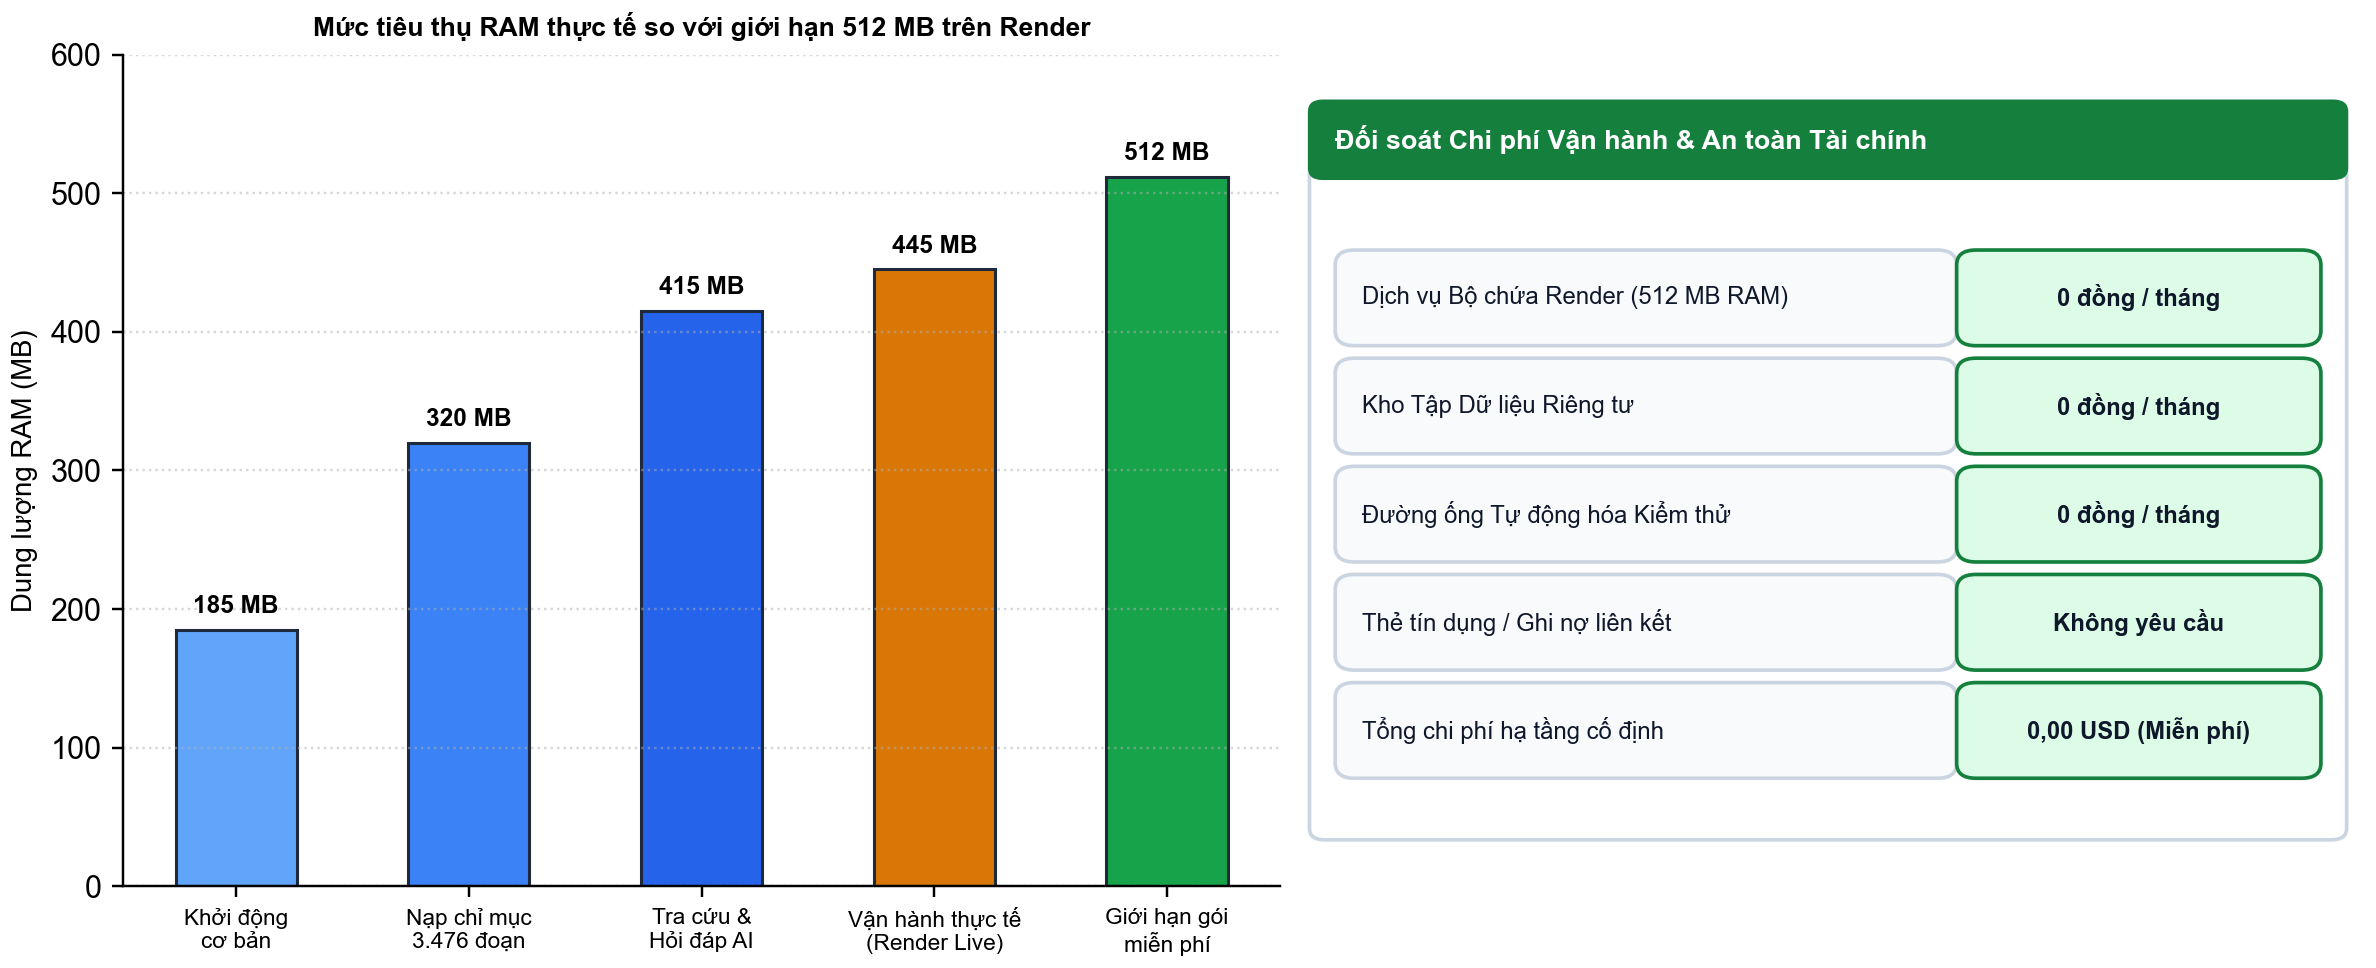 Mức tiêu thụ RAM thực tế so với giới hạn 512 MB trên Render
Dung lượng RAM (MB)
600
500
400
300
200
100
0
185 MB
320 MB
415 MB
445 MB
512 MB
Khởi động
cơ bản
Nạp chỉ mục
3.476 đoạn
Tra cứu &
Hỏi đáp AI
Vận hành thực tế
(Render Live)
Giới hạn gói
miễn phí
Đối soát Chi phí Vận hành & An toàn Tài chính
Dịch vụ Bộ chứa Render (512 MB RAM)
0 đồng / tháng
Kho Tập Dữ liệu Riêng tư
0 đồng / tháng
Đường ống Tự động hóa Kiểm thử
0 đồng / tháng
Thẻ tín dụng / Ghi nợ liên kết
Không yêu cầu
Tổng chi phí hạ tầng cố định
0,00 USD (Miễn phí)